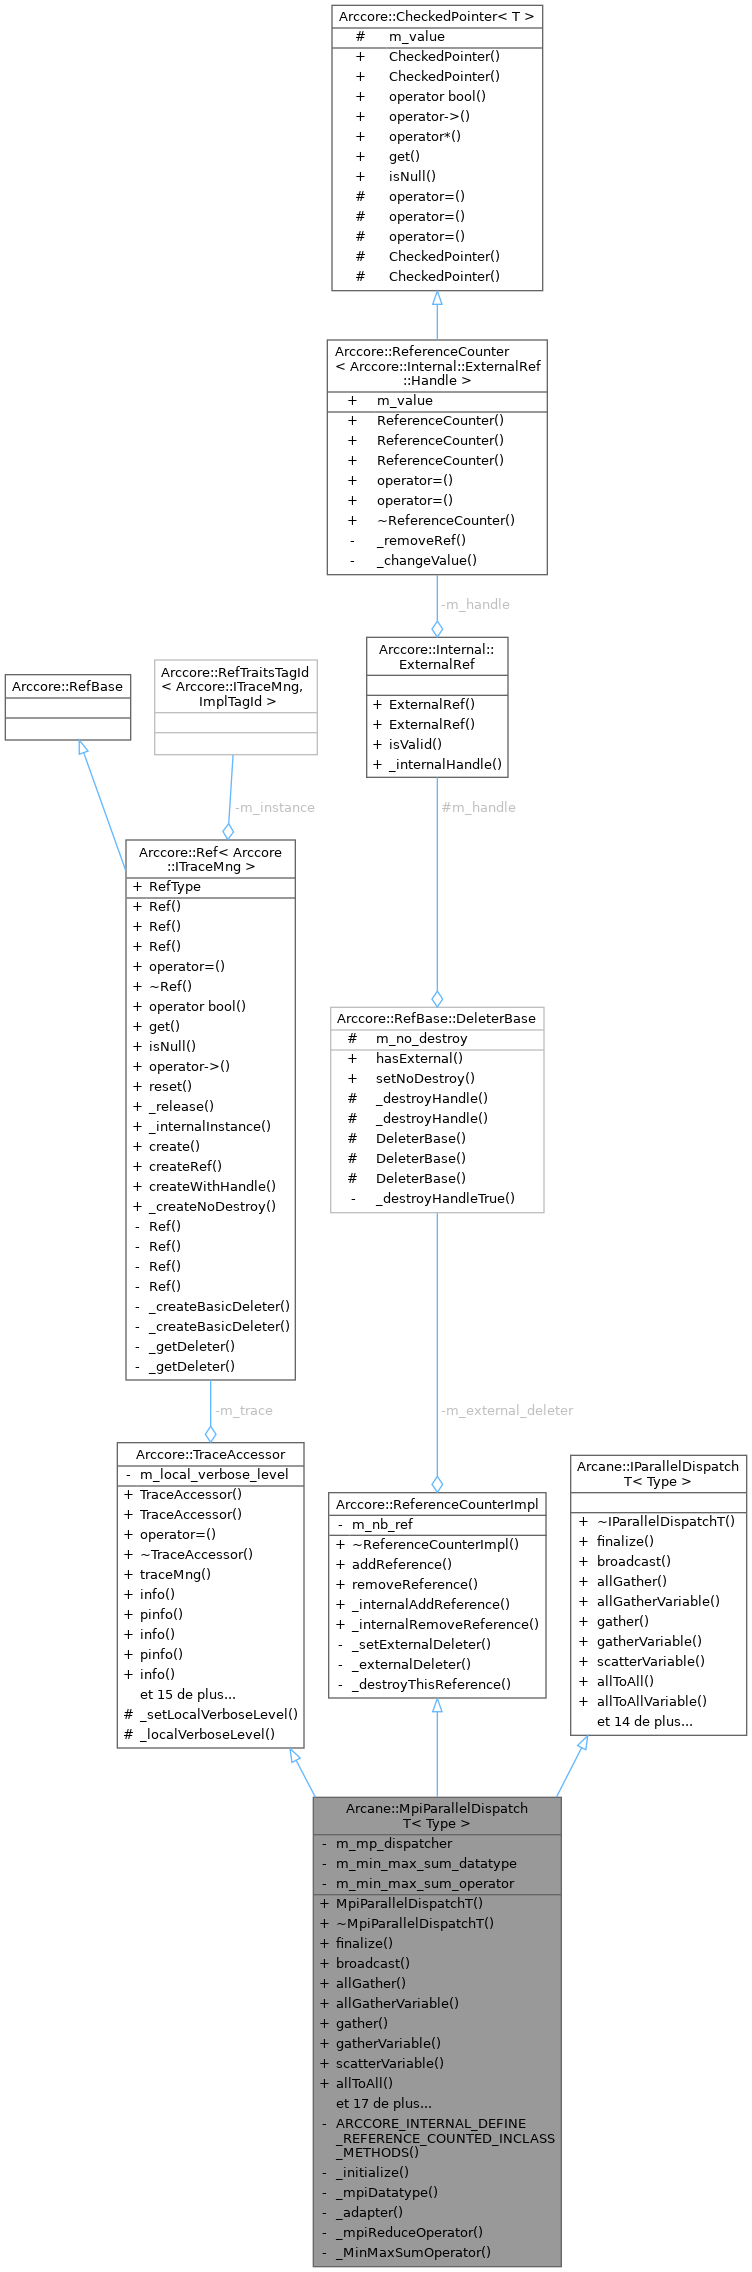 Arccore::CheckedPointer< T >
# m_value
+ CheckedPointer()
+ CheckedPointer()
+ operator bool()
+ operator->()
+ operator*()
+ get()
+ isNull()
# operator=()
# operator=()
# operator=()
# CheckedPointer()
# CheckedPointer()
Arccore::ReferenceCounter
< Arccore::Internal::ExternalRef
::Handle >
+ m_value
+ ReferenceCounter()
+ ReferenceCounter()
+ ReferenceCounter()
+ operator=()
+ operator=()
+ ~ReferenceCounter()
- _removeRef()
- _changeValue()
-m_handle
Arccore::Internal::
ExternalRef
+ ExternalRef()
+ ExternalRef()
+ isValid()
+ _internalHandle()
Arccore::RefBase
Arccore::RefTraitsTagId
< Arccore::ITraceMng,
ImplTagId >
-m_instance
#m_handle
Arccore::Ref< Arccore
::ITraceMng >
+ RefType
+ Ref()
+ Ref()
+ Ref()
+ operator=()
+ ~Ref()
+ operator bool()
+ get()
+ isNull()
+ operator->()
+ reset()
+ _release()
+ _internalInstance()
+ create()
+ createRef()
+ createWithHandle()
+ _createNoDestroy()
- Ref()
- Ref()
- Ref()
- Ref()
- _createBasicDeleter()
- _createBasicDeleter()
- _getDeleter()
- _getDeleter()
Arccore::RefBase::DeleterBase
# m_no_destroy
+ hasExternal()
+ setNoDestroy()
# _destroyHandle()
# _destroyHandle()
# DeleterBase()
# DeleterBase()
# DeleterBase()
- _destroyHandleTrue()
-m_trace
-m_external_deleter
Arccore::TraceAccessor
- m_local_verbose_level
+ TraceAccessor()
+ TraceAccessor()
+ operator=()
+ ~TraceAccessor()
+ traceMng()
+ info()
+ pinfo()
+ info()
+ pinfo()
+ info()
et 15 de plus...
# _setLocalVerboseLevel()
# _localVerboseLevel()
Arccore::ReferenceCounterImpl
- m_nb_ref
+ ~ReferenceCounterImpl()
+ addReference()
+ removeReference()
+ _internalAddReference()
+ _internalRemoveReference()
- _setExternalDeleter()
- _externalDeleter()
- _destroyThisReference()
Arcane::IParallelDispatch
T< Type >
+ ~IParallelDispatchT()
+ finalize()
+ broadcast()
+ allGather()
+ allGatherVariable()
+ gather()
+ gatherVariable()
+ scatterVariable()
+ allToAll()
+ allToAllVariable()
et 14 de plus...
Arcane::MpiParallelDispatch
T< Type >
- m_mp_dispatcher
- m_min_max_sum_datatype
- m_min_max_sum_operator
+ MpiParallelDispatchT()
+ ~MpiParallelDispatchT()
+ finalize()
+ broadcast()
+ allGather()
+ allGatherVariable()
+ gather()
+ gatherVariable()
+ scatterVariable()
+ allToAll()
et 17 de plus...
- ARCCORE_INTERNAL_DEFINE
_REFERENCE_COUNTED_INCLASS
_METHODS()
- _initialize()
- _mpiDatatype()
- _adapter()
- _mpiReduceOperator()
- _MinMaxSumOperator()